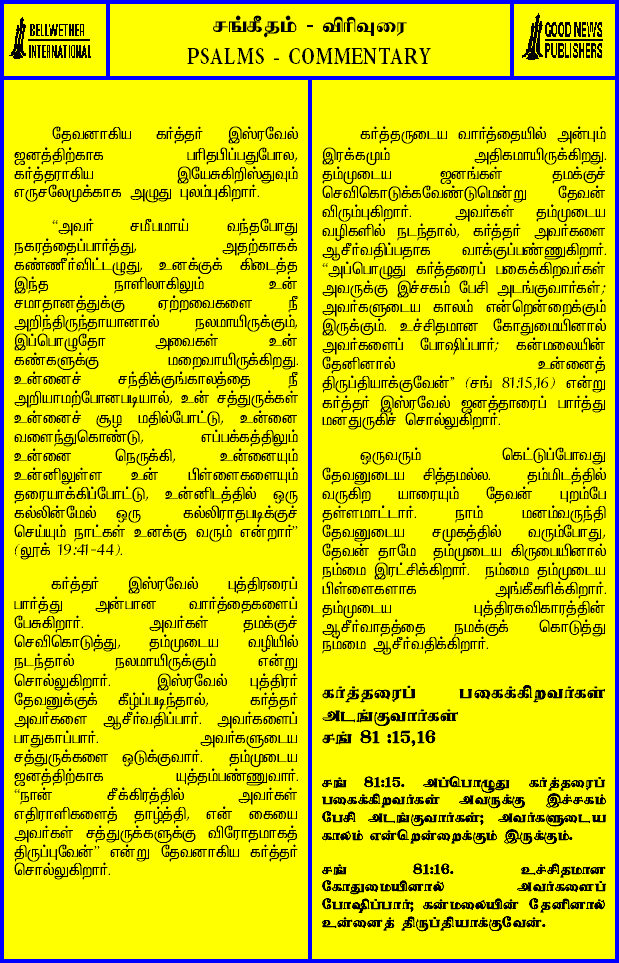 BELLWETHER
INTERNATIONAL
சங்கீதம் - விரிவுரை
PSALMS - COMMENTARY
GOOD NEWS
PUBLISHERS
தேவனாகிய கர்த்தர் இஸ்ரவேல்
ஜனத்திற்காக பரிதபிப்பதுபோல,
கர்த்தராகிய இயேசுகிறிஸ்துவும்
எருசலேமுக்காக அழுது புலம்புகிறார்.
“அவர் சமீபமாய் வந்தபோது
நகரத்தைப்பார்த்து, அதற்காகக்
கண்ணீர்விட்டழுது, உனக்குக் கிடைத்த
இந்த நாளிலாகிலும் உன்
சமாதானத்துக்கு ஏற்றவைகளை நீ
அறிந்திருந்தாயானால் நலமாயிருக்கும்,
இப்பொழுதோ அவைகள் உன்
கண்களுக்கு மறைவாயிருக்கிறது.
உன்னைச் சந்திக்குங்காலத்தை நீ
அறியாமற்போனபடியால், உன் சத்துருக்கள்
உன்னைச் சூழ மதில்போட்டு, உன்னை
வளைந்துகொண்டு, எப்பக்கத்திலும்
உன்னை நெருக்கி, உன்னையும்
உன்னிலுள்ள உன் பிள்ளைகளையும்
தரையாக்கிப்போட்டு, உன்னிடத்தில் ஒரு
கல்லின்மேல் ஒரு கல்லிராதபடிக்குச்
செய்யும் நாட்கள் உனக்கு வரும் என்றார்”
(லூக் 19:41-44).
கர்த்தர் இஸ்ரவேல் புத்திரரைப்
பார்த்து அன்பான வார்த்தைகளைப்
பேசுகிறார். அவர்கள் தமக்குச்
செவிகொடுத்து, தம்முடைய வழியில்
நடந்தால் நலமாயிருக்கும் என்று
சொல்லுகிறார். இஸ்ரவேல் புத்திரர்
தேவனுக்குக் கீழ்ப்படிந்தால், கர்த்தர்
அவர்களை ஆசீர்வதிப்பார். அவர்களைப்
பாதுகாப்பார். அவர்களுடைய
சத்துருக்களை ஒடுக்குவார். தம்முடைய
ஜனத்திற்காக யுத்தம்பண்ணுவார்.
“நான் சீக்கிரத்தில் அவர்கள்
எதிராளிகளைத் தாழ்த்தி, என் கையை
அவர்கள் சத்துருக்களுக்கு விரோதமாகத்
திருப்புவேன்” என்று தேவனாகிய கர்த்தர்
சொல்லுகிறார்.
கர்த்தருடைய வார்த்தையில் அன்பும்
இரக்கமும் அதிகமாயிருக்கிறது.
தம்முடைய ஜனங்கள் தமக்குச்
செவிகொடுக்கவேண்டுமென்று தேவன்
விரும்புகிறார். அவர்கள் தம்முடைய
வழிகளில் நடந்தால், கர்த்தர் அவர்களை
ஆசீர்வதிப்பதாக வாக்குப்பண்ணுகிறார்.
“அப்பொழுது கர்த்தரைப் பகைக்கிறவர்கள்
அவருக்கு இச்சகம் பேசி அடங்குவார்கள்;
அவர்களுடைய காலம் என்றென்றைக்கும்
இருக்கும். உச்சிதமான கோதுமையினால்
அவர்களைப் போஷிப்பார்; கன்மலையின்
தேனினால் உன்னைத்
திருப்தியாக்குவேன்” (சங் 81:15,16) என்று
கர்த்தர் இஸ்ரவேல் ஜனத்தாரைப் பார்த்து
மனதுருகிச் சொல்லுகிறார்.
ஒருவரும் கெட்டுப்போவது
தேவனுடைய சித்தமல்ல. தம்மிடத்தில்
வருகிற யாரையும் தேவன் புறம்பே
தள்ளமாட்டார். நாம் மனம்வருந்தி
தேவனுடைய சமுகத்தில் வரும்போது,
தேவன் தாமே தம்முடைய கிருபையினால்
நம்மை இரட்சிக்கிறார். நம்மை தம்முடைய
பிள்ளைகளாக அங்கீகரிக்கிறார்.
தம்முடைய புத்திரசுவிகாரத்தின்
ஆசீர்வாதத்தை நமக்குக் கொடுத்து
நம்மை ஆசீர்வதிக்கிறார்.
கர்த்தரைப் பகைக்கிறவர்கள்
அடங்குவார்கள்
சங் 81 :15,16
சங் 81:15. அப்பொழுது கர்த்தரைப்
பகைக்கிறவர்கள் அவருக்கு இச்சகம்
பேசி அடங்குவார்கள்; அவர்களுடைய
காலம் என்றென்றைக்கும் இருக்கும்.
சங் 81:16. உச்சிதமான
கோதுமையினால் அவர்களைப்
போஷிப்பார்; கன்மலையின் தேனினால்
உன்னைத் திருப்தியாக்குவேன்.